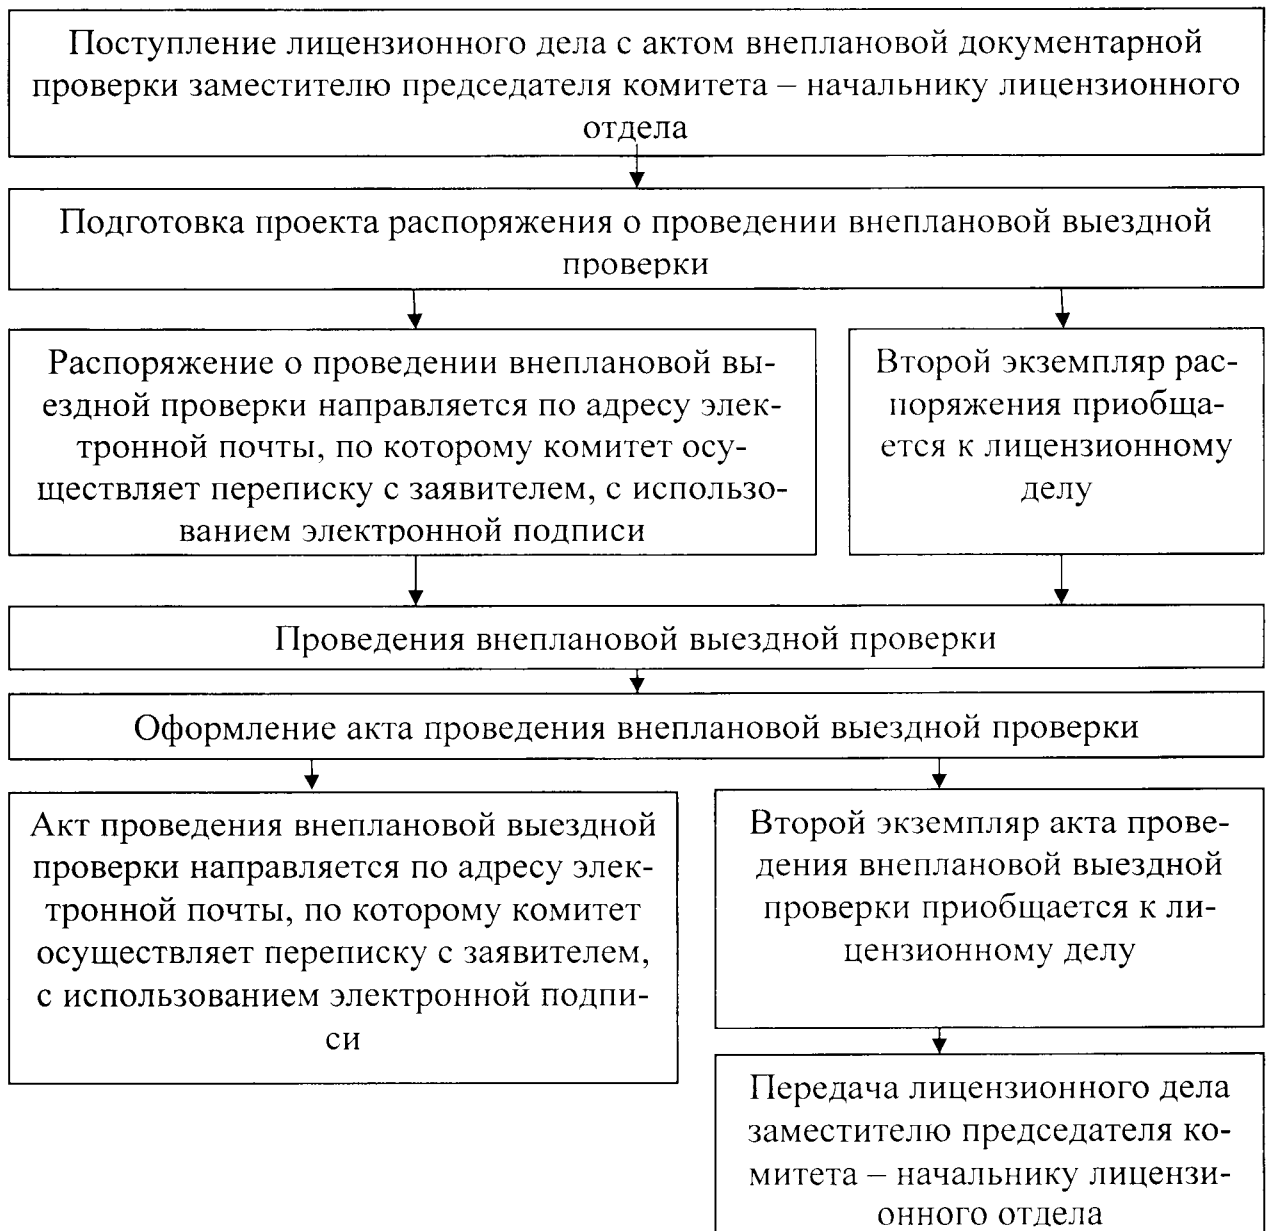 Поступление лицензионного дела с актом внеплановой документарной
проверки заместителю председателя комитета – начальнику лицензионного
отдела
Подготовка проекта распоряжения о проведении внеплановой выездной
проверки
Распоряжение о проведении внеплановой вы-
ездной проверки направляется по адресу элек-
тронной почты, по которому комитет осу-
ществляет переписку с заявителем, с использо-
ванием электронной подписи
Второй экземпляр рас-
поряжения приобща-
ется к лицензионному
делу
Проведения внеплановой выездной проверки
Оформление акта проведения внеплановой выездной проверки
Акт проведения внеплановой выездной
проверки направляется по адресу элек-
тронной почты, по которому комитет
осуществляет переписку с заявителем,
с использованием электронной подпи-
си
Второй экземпляр акта прове-
дения внеплановой выездной
проверки приобщается к ли-
цензионному делу
Передача лицензионного дела
заместителю председателя ко-
митета – начальнику лицензи-
онного отдела